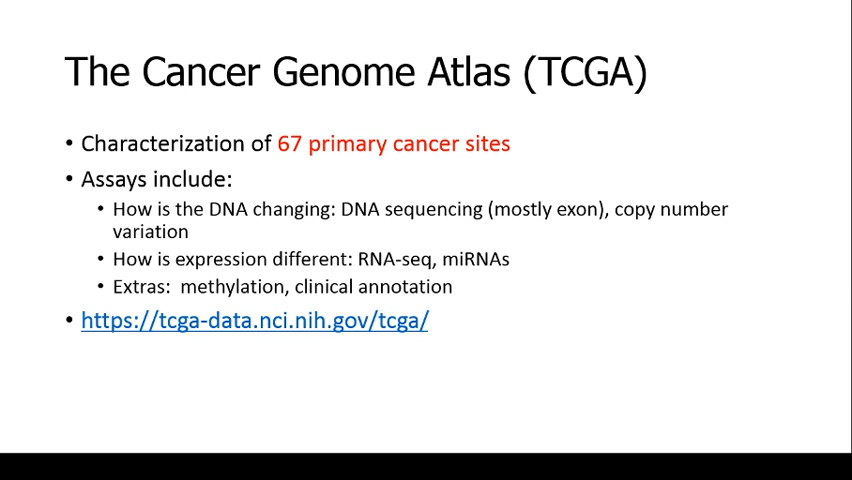 The Cancer Genome Atlas (TCGA)
• Characterization of 67 primary cancer sites
• Assays include:
• How is the DNA changing: DNA sequencing (mostly exon), copy number
variation
• How is expression different: RNA-seq, miRNAs
• Extras:  methylation, clinical annotation
• https://tcga-data.nci.nih.gov/tcga/